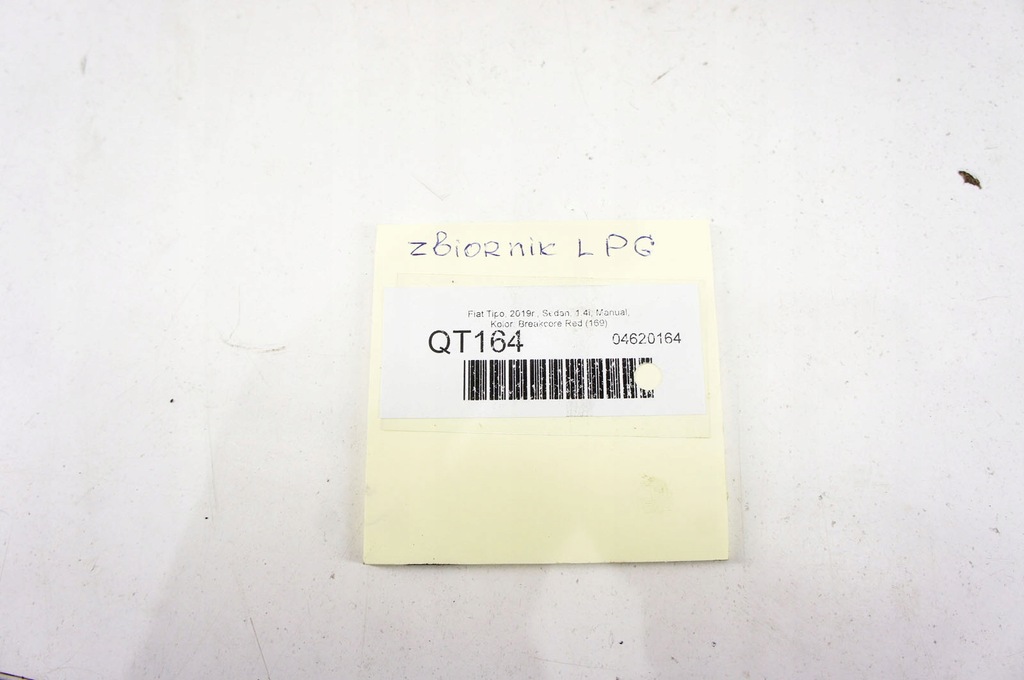 zbiornik LPG
Fiat Tipo, 2019r., Sedan, 1.4i, Manual,
Kolor: Breakcore Red (169)
QT164
04620164